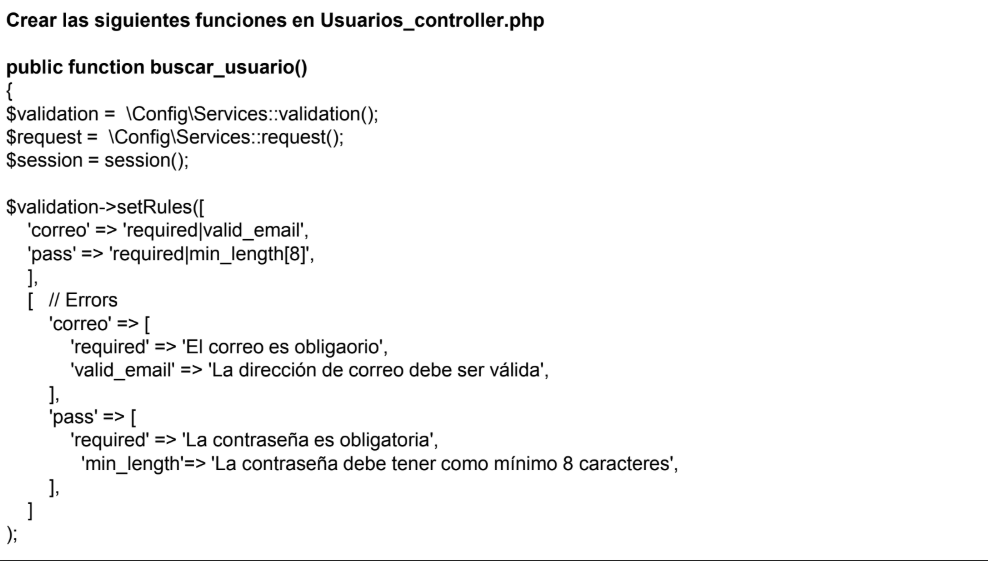 Crear las siguientes funciones en Usuarios_controller.php
public function buscar_usuario()
{
$validation =  \Config\Services::validation();
$request =  \Config\Services::request();
$session = session();
$validation->setRules([
'correo' => 'required|valid_email',
'pass' => 'required|min_length[8]',
],
[   // Errors
'correo' => [
'required' => 'El correo es obligaorio',
'valid_email' => 'La dirección de correo debe ser válida',
],
'pass' => [
'required' => 'La contraseña es obligatoria',
'min_length'=> 'La contraseña debe tener como mínimo 8 caracteres',
],
]
);